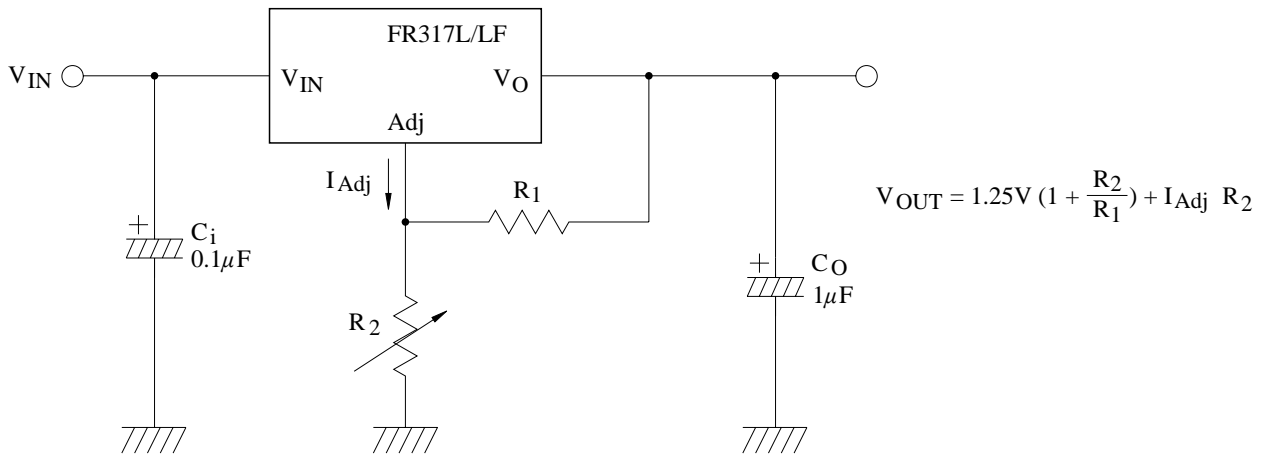 FR317L/LF
V_IN
V_IN
V_O
Adj
I_Adj
R_1
V_OUT = 1.25V (1 + R_2/R_1) + I_Adj R_2
+
C_i
0.1μF
+
C_O
1μF
R_2